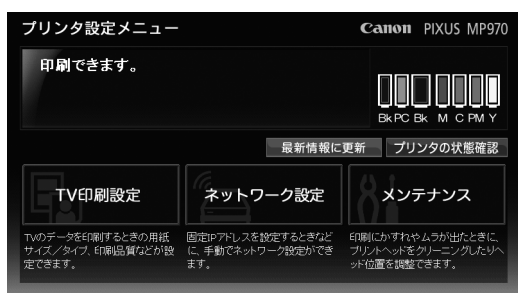 プリンタ設定メニュー
Canon PIXUS MP970
印刷できます。
Bk PC Bk M C PM Y
最新情報に更新 プリンタの状態確認
TV印刷設定 ネットワーク設定 メンテナンス
TVのデータを印刷するときの用紙
サイズ/タイプ、印刷品質などが設
定できます。
固定IPアドレスを設定するときなど
に、手動でネットワーク設定ができ
ます。
印刷にかすれやムラが出たときに、
プリントヘッドをクリーニングしたりヘ
ッド位置を調整できます。